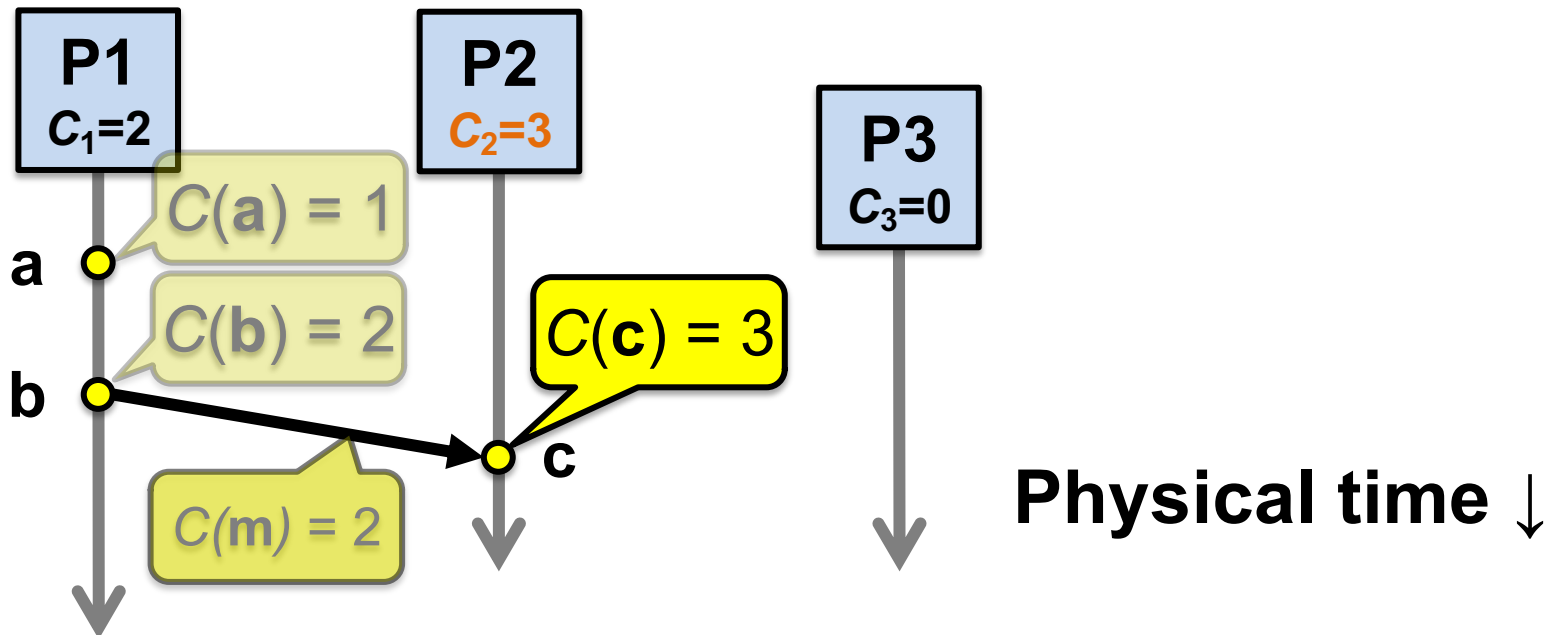 P1
C₁=2
P2
C₂=3
P3
C₃=0
C(a) = 1
a
C(b) = 2
C(c) = 3
b
c
C(m) = 2
Physical time ↓